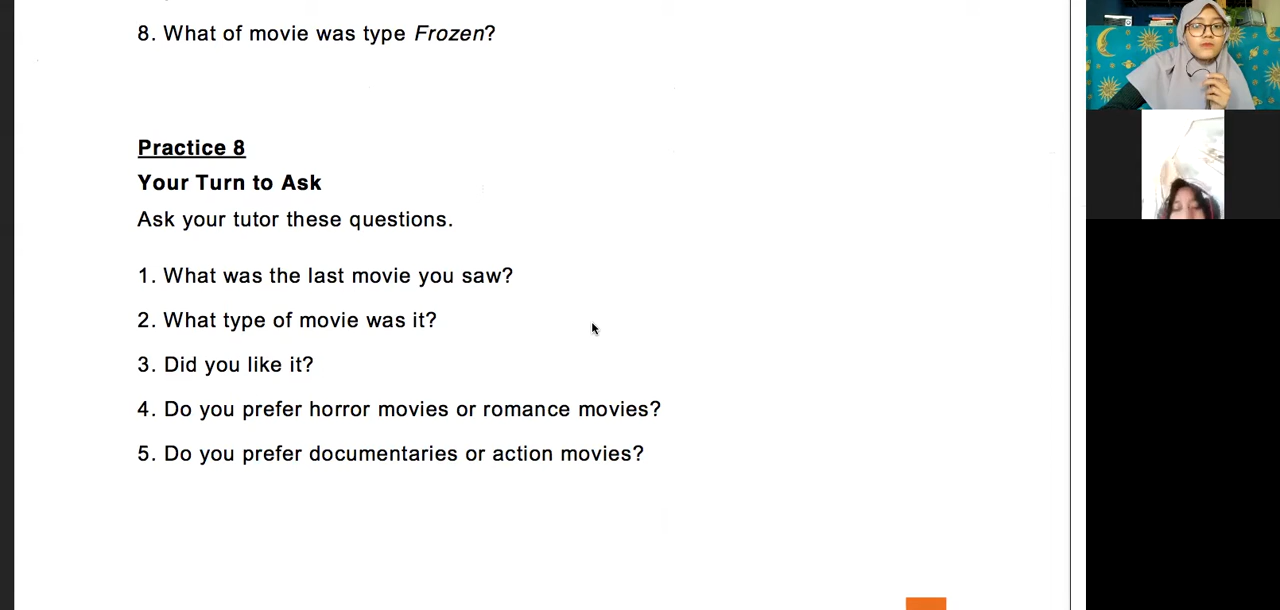 8. What of movie was type Frozen?
Practice 8
Your Turn to Ask
Ask your tutor these questions.
1. What was the last movie you saw?
2. What type of movie was it?
3. Did you like it?
4. Do you prefer horror movies or romance movies?
5. Do you prefer documentaries or action movies?